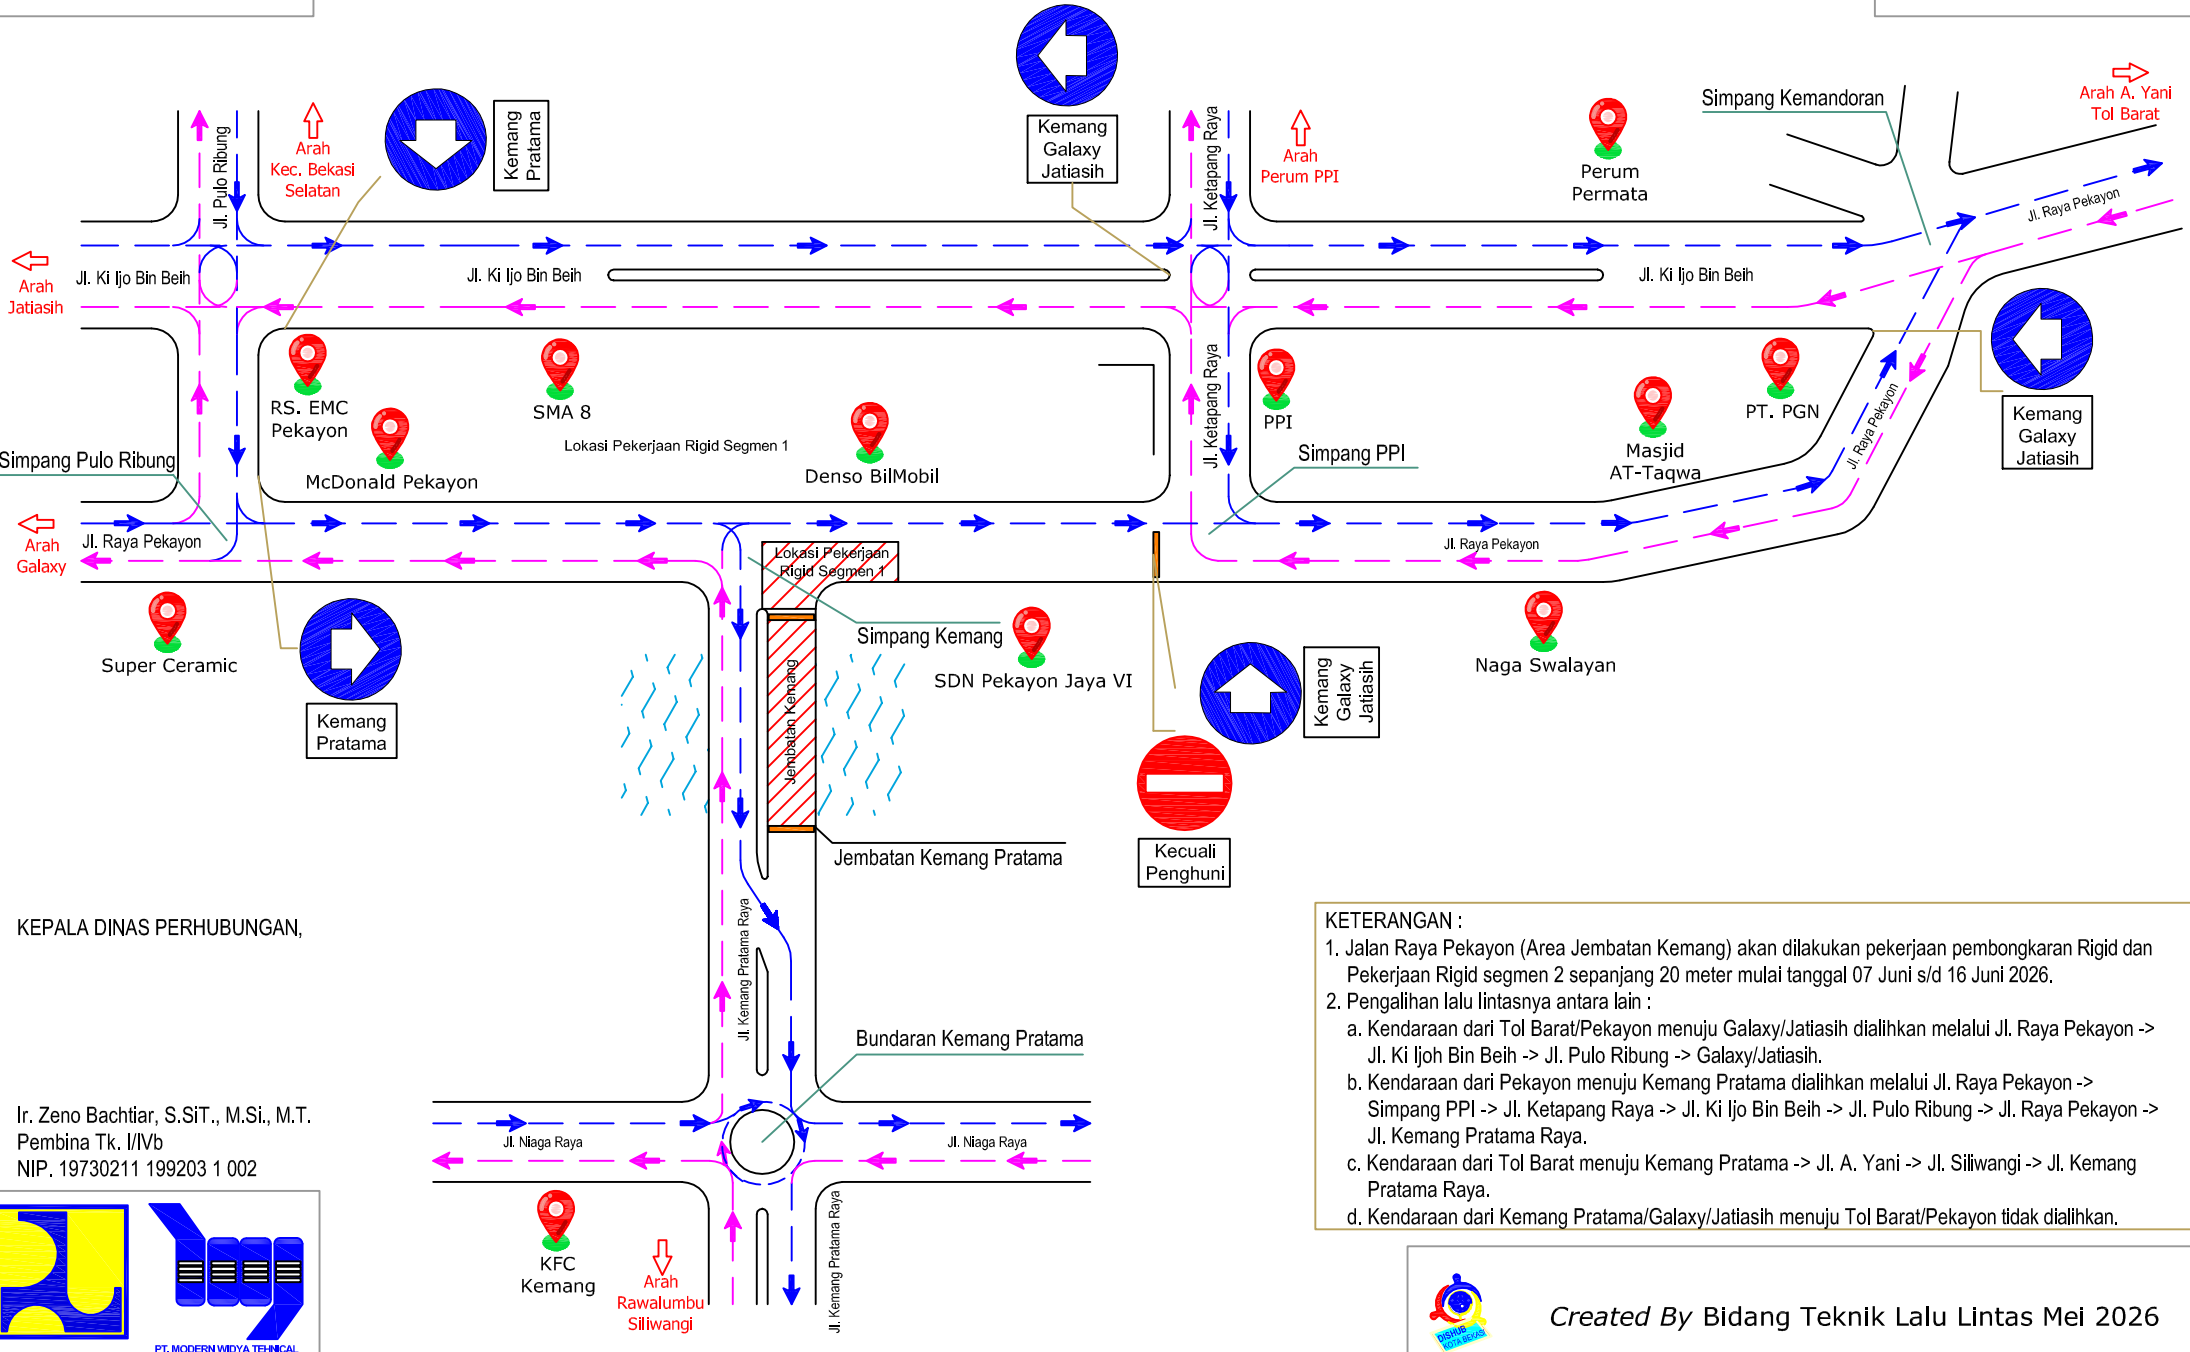 Simpang Kemandoran
Arah A. Yani
Tol Barat
Kemang
Galaxy
Jatiasih
Kemang
Pratama
Arah
Kec. Bekasi
Selatan
Jl. Pulo Ribung
Jl. Ketapang Raya
Arah
Perum PPI
Perum
Permata
Jl. Raya Pekayon
Arah
Jatiasih
Jl. Ki Ijo Bin Beih
Jl. Ki Ijo Bin Beih
Jl. Ki Ijo Bin Beih
RS. EMC
Pekayon
SMA 8
McDonald Pekayon
Lokasi Pekerjaan Rigid Segmen 1
Denso BilMobil
Jl. Ketapang Raya
PPI
Simpang PPI
Masjid
AT-Taqwa
PT. PGN
Jl. Raya Pekayon
Kemang
Galaxy
Jatiasih
Simpang Pulo Ribung
Arah
Galaxy
Jl. Raya Pekayon
Lokasi Pekerjaan
Rigid Segmen 1
Jl. Raya Pekayon
Super Ceramic
Simpang Kemang
SDN Pekayon Jaya VI
Naga Swalayan
Kemang
Pratama
Jembatan Kemang
Kemang
Galaxy
Jatiasih
Jembatan Kemang Pratama
Kecuali
Penghuni
KEPALA DINAS PERHUBUNGAN,
Jl. Kemang Pratama Raya
Bundaran Kemang Pratama
Ir. Zeno Bachtiar, S.SiT., M.Si., M.T.
Pembina Tk. I/IVb
NIP. 19730211 199203 1 002
Jl. Niaga Raya
Jl. Niaga Raya
KFC
Kemang
Arah
Rawalumbu
Siliwangi
Jl. Kemang Pratama Raya
PT. MODERN WIDYA TEHNICAL
KETERANGAN :
1. Jalan Raya Pekayon (Area Jembatan Kemang) akan dilakukan pekerjaan pembongkaran Rigid dan
Pekerjaan Rigid segmen 2 sepanjang 20 meter mulai tanggal 07 Juni s/d 16 Juni 2026.
2. Pengalihan lalu lintasnya antara lain :
a. Kendaraan dari Tol Barat/Pekayon menuju Galaxy/Jatiasih dialihkan melalui Jl. Raya Pekayon ->
Jl. Ki Ijoh Bin Beih -> Jl. Pulo Ribung -> Galaxy/Jatiasih.
b. Kendaraan dari Pekayon menuju Kemang Pratama dialihkan melalui Jl. Raya Pekayon ->
Simpang PPI -> Jl. Ketapang Raya -> Jl. Ki Ijo Bin Beih -> Jl. Pulo Ribung -> Jl. Raya Pekayon ->
Jl. Kemang Pratama Raya.
c. Kendaraan dari Tol Barat menuju Kemang Pratama -> Jl. A. Yani -> Jl. Siliwangi -> Jl. Kemang
Pratama Raya.
d. Kendaraan dari Kemang Pratama/Galaxy/Jatiasih menuju Tol Barat/Pekayon tidak dialihkan.
DISHUB
KOTA BEKASI
Created By Bidang Teknik Lalu Lintas Mei 2026